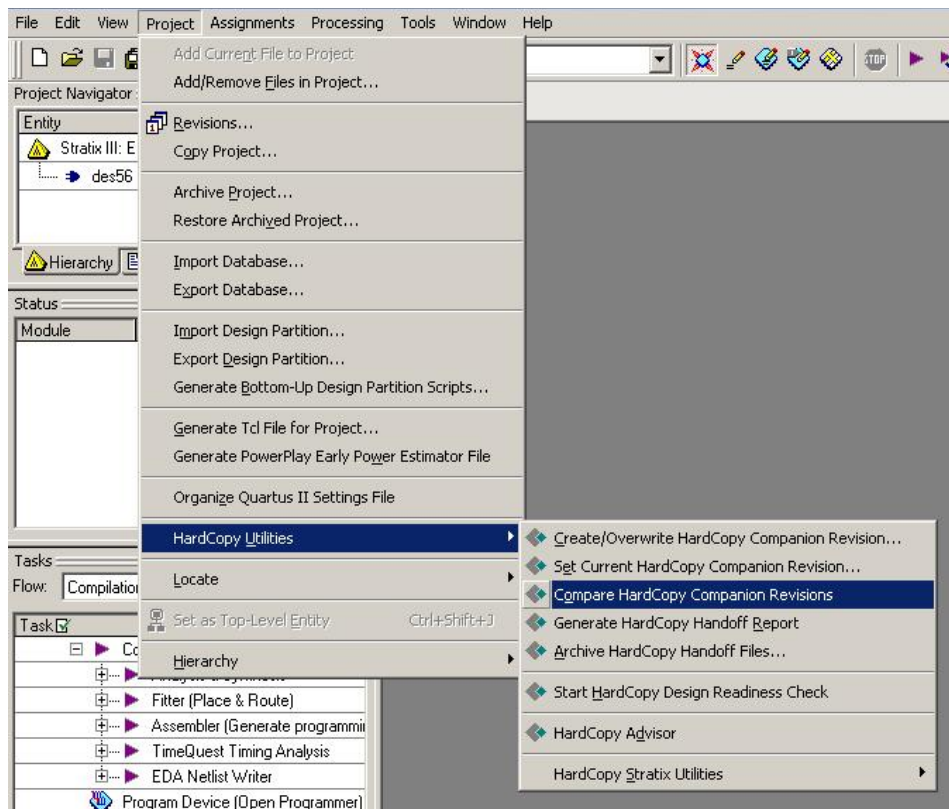 File Edit View Project Assignments Processing Tools Window Help
Add Current File to Project
Add/Remove Files in Project...
Revisions...
Copy Project...
Archive Project...
Restore Archived Project...
Import Database...
Export Database...
Import Design Partition...
Export Design Partition...
Generate Bottom-Up Design Partition Scripts...
Generate Tcl File for Project...
Generate PowerPlay Early Power Estimator File
Organize Quartus II Settings File
HardCopy Utilities
Locate
Set as Top-Level Entity Ctrl+Shift+J
Hierarchy
Create/Overwrite HardCopy Companion Revision...
Set Current HardCopy Companion Revision...
Compare HardCopy Companion Revisions
Generate HardCopy Handoff Report
Archive HardCopy Handoff Files...
Start HardCopy Design Readiness Check
HardCopy Advisor
HardCopy Stratix Utilities
STOP
Project Navigator
Entity
Stratix III: E
des56
Hierarchy
Status
Module
Tasks
Flow: Compilation
Task
Fitter (Place & Route)
Assembler (Generate programmin
TimeQuest Timing Analysis
EDA Netlist Writer
Program Device (Open Programmer)